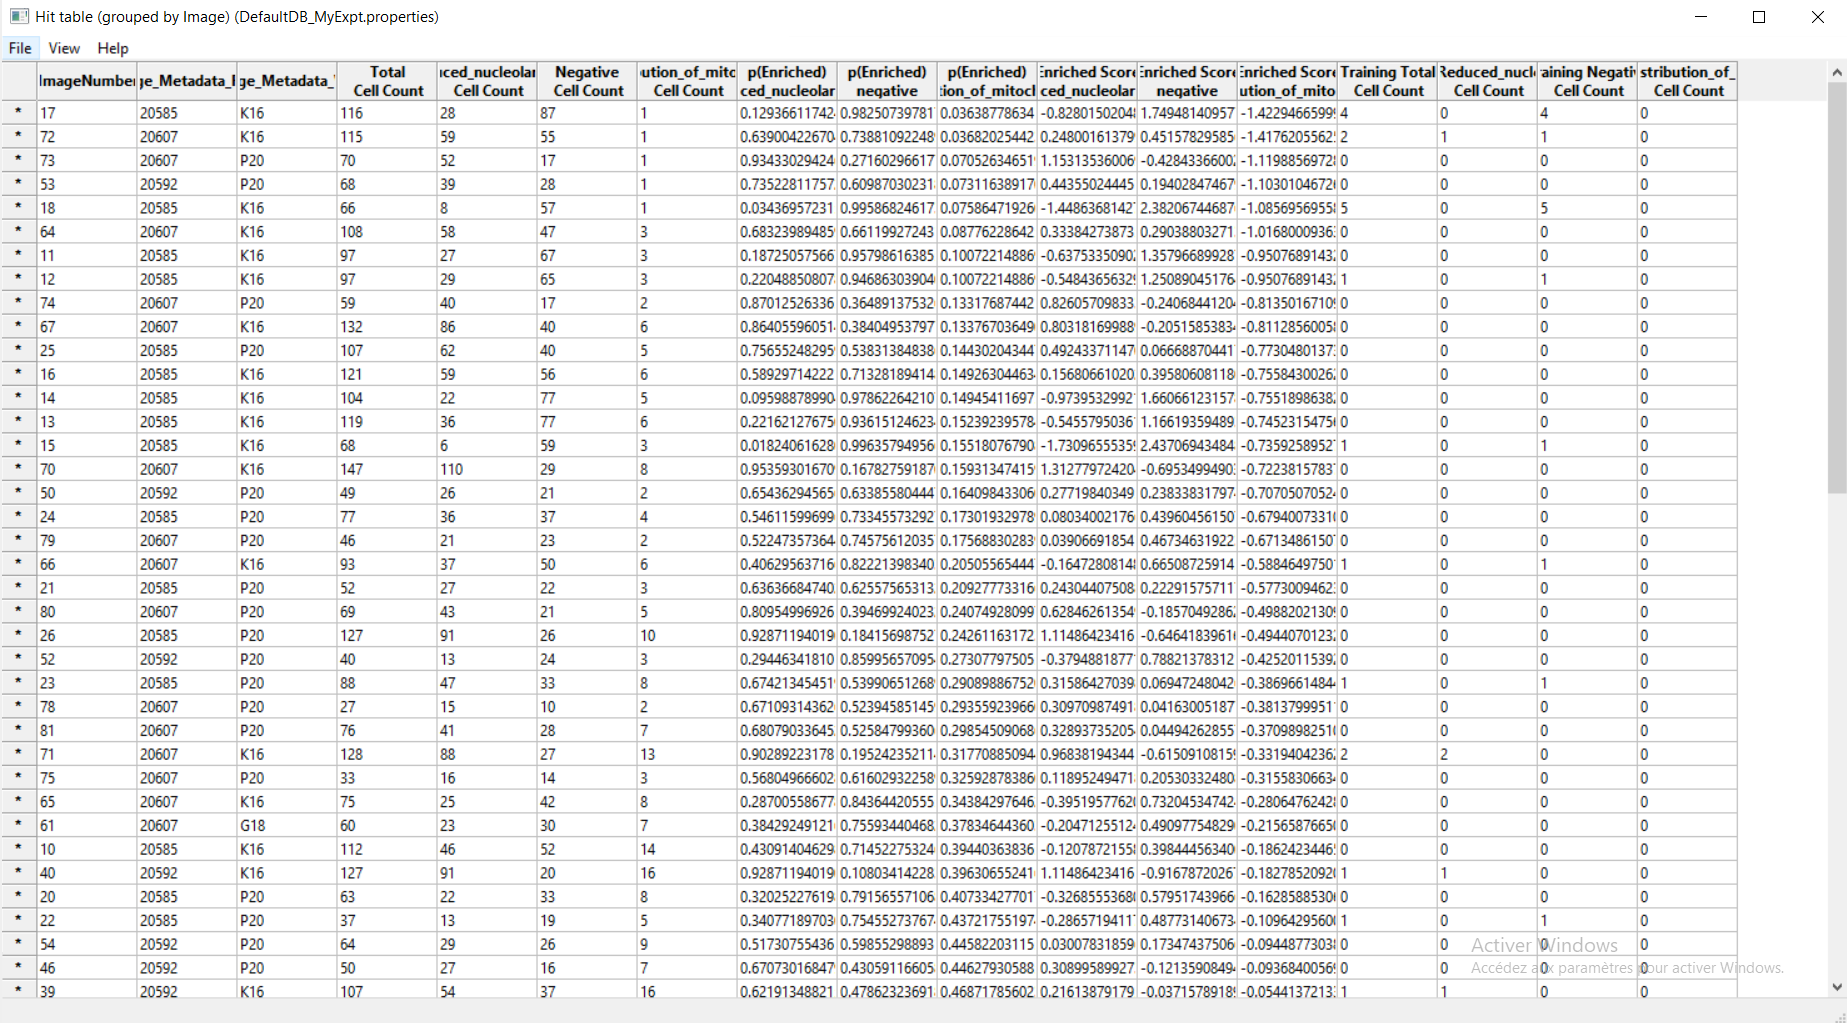 Hit table (grouped by Image) (DefaultDB_MyExpt.properties)
File View Help
ImageNumber ge_Metadata_ ge_Metadata_ Total Cell Count uced_nucleolar Cell Count Negative Cell Count ution_of_mito Cell Count p(Enriched) ced_nucleolar p(Enriched) negative p(Enriched) tion_of_mitocl Enriched Score ced_nucleolar Enriched Score negative Enriched Score ution_of_mito Training Total Cell Count Reduced_nucl Cell Count aining Negati Cell Count stribution_of_ Cell Count
* 17 20585 K16 116 28 87 1 0.12936611742 0.98250739781 0.03638778634 -0.8280150204 1.74948140957 -1.4229466599 4 0 4 0
* 72 20607 K16 115 59 55 1 0.63900422670 0.73881092248 0.03682025442 0.24800161379 0.45157829585 -1.4176205562 2 1 1 0
* 73 20607 P20 70 52 17 1 0.93433029424 0.27160296617 0.07052634651 1.15313536006 -0.4284336600 -1.1198856972 0 0 0 0
* 53 20592 P20 68 39 28 1 0.73522811757 0.60987030231 0.07311638917 0.44355024445 0.19402847467 -1.1030104672 0 0 0 0
* 18 20585 K16 66 8 57 1 0.03436957231 0.99586824617 0.07586471926 -1.4486368142 2.38206744687 -1.0856956955 5 0 5 0
* 64 20607 K16 108 58 47 3 0.68323989485 0.66119927243 0.08776228642 0.33384273873 0.29038803271 -1.0168000936 0 0 0 0
* 11 20585 K16 97 27 67 3 0.18725057566 0.95798616385 0.10072214886 -0.6375335090 1.35796689928 -0.9507689143 0 0 0 0
* 12 20585 K16 97 29 65 3 0.22048850807 0.94686303904 0.10072214886 -0.5484365632 1.25089045176 -0.9507689143 1 0 1 0
* 74 20607 P20 59 40 17 2 0.87012526336 0.36489137532 0.13317687442 0.82605709833 -0.2406844120 -0.8135016710 0 0 0 0
* 67 20607 K16 132 86 40 6 0.86405596051 0.38404953797 0.13376703649 0.80318169988 -0.2051585383 -0.8112856005 0 0 0 0
* 25 20585 P20 107 62 40 5 0.75655248295 0.53831384838 0.14430204344 0.49243371147 0.06668870441 -0.7730480137 0 0 0 0
* 16 20585 K16 121 59 56 6 0.58929714222 0.71328189414 0.14926304463 0.15680661020 0.39580608118 -0.7558430026 0 0 0 0
* 14 20585 K16 104 22 77 5 0.09598878990 0.97862264210 0.14945411697 -0.9739532992 1.66066123157 -0.7551898638 0 0 0 0
* 13 20585 K16 119 36 77 6 0.22162127675 0.93615124623 0.15239239578 -0.5455795036 1.16619359489 -0.7452315475 0 0 0 0
* 15 20585 K16 68 6 59 3 0.01824061628 0.99635794956 0.15518076790 -1.7309655535 2.43706943484 -0.7359258952 1 0 1 0
* 70 20607 K16 147 110 29 8 0.95359301670 0.16782759187 0.15931347415 1.31277972420 -0.6953499490 -0.7223815783 0 0 0 0
* 50 20592 P20 49 26 21 2 0.65436294565 0.63385580444 0.16409843306 0.27719840349 0.23833831797 -0.7070507052 0 0 0 0
* 24 20585 P20 77 36 37 4 0.54611599699 0.73345573292 0.17301932978 0.08034002176 0.43960456150 -0.6794007331 0 0 0 0
* 79 20607 P20 46 21 23 2 0.52247357364 0.74575612035 0.17568830283 0.03906691854 0.46734631922 -0.6713486150 0 0 0 0
* 66 20607 K16 93 37 50 6 0.40629563716 0.82221398340 0.20505565444 -0.1647280814 0.66508725914 -0.5884649750 1 0 1 0
* 21 20585 P20 52 27 22 3 0.63636684740 0.62557565313 0.20927773316 0.24304407508 0.22291575711 -0.5773009462 0 0 0 0
* 80 20607 P20 69 43 21 5 0.80954996926 0.39469924023 0.24074928099 0.62846261354 -0.1857049286 -0.4988202130 0 0 0 0
* 26 20585 P20 127 91 26 10 0.92871194019 0.18415698752 0.24261163172 1.11486423416 -0.6464183961 -0.4944070123 0 0 0 0
* 52 20592 P20 40 13 24 3 0.29446341810 0.85995657095 0.27307797505 -0.3794881877 0.78821378312 -0.4252011539 0 0 0 0
* 23 20585 P20 88 47 33 8 0.67421345451 0.53990651268 0.29089886752 0.31586427039 0.06947248042 -0.3869661484 1 0 1 0
* 78 20607 P20 27 15 10 2 0.67109314362 0.52394585145 0.29355923966 0.30970987491 0.04163005187 -0.3813799951 0 0 0 0
* 81 20607 P20 76 41 28 7 0.68079033645 0.52584799360 0.29854509068 0.32893735205 0.04494262855 -0.3709898251 0 0 0 0
* 71 20607 K16 128 88 27 13 0.90289223178 0.19524235211 0.31770885094 0.96838194344 -0.6150910815 -0.3319404236 2 2 0 0
* 75 20607 P20 33 16 14 3 0.56804966602 0.61602932258 0.32592878386 0.11895249471 0.20530332480 -0.3155830663 0 0 0 0
* 65 20607 K16 75 25 42 8 0.28700558677 0.84364420555 0.34384297646 -0.3951957762 0.73204534742 -0.2806476242 0 0 0 0
* 61 20607 G18 60 23 30 7 0.38429249121 0.75593440468 0.37834644360 -0.2047125512 0.49097754829 -0.2156587665 0 0 0 0
* 10 20585 K16 112 46 52 14 0.43091404629 0.71452275324 0.39440363836 -0.1207872155 0.39844456340 -0.1862423446 0 0 0 0
* 40 20592 K16 127 91 20 16 0.92871194019 0.10803414228 0.39630655241 1.11486423416 -0.9167872026 -0.1827852092 1 1 0 0
* 20 20585 P20 63 22 33 8 0.32025227619 0.79156557106 0.40733427701 -0.3268555368 0.57951743966 -0.1628588530 0 0 0 0
* 22 20585 P20 37 13 19 5 0.34077189703 0.75455273767 0.43721755197 -0.2865719411 0.48773140673 -0.1096429560 1 0 1 0
* 54 20592 P20 64 29 26 9 0.51730755436 0.59855298893 0.44582203115 0.03007831859 0.17347437506 -0.0944877303 0 0 0 0
* 46 20592 P20 50 27 16 7 0.67073016847 0.43059116605 0.44627930588 0.30899589927 -0.1213590849 -0.0936840056 0 0 0 0
* 39 20592 K16 107 54 37 16 0.62191348821 0.47862323691 0.46871785602 0.21613879179 -0.0371578918 -0.0544137213 1 1 0 0
Activer Windows
Accédez aux paramètres pour activer Windows.